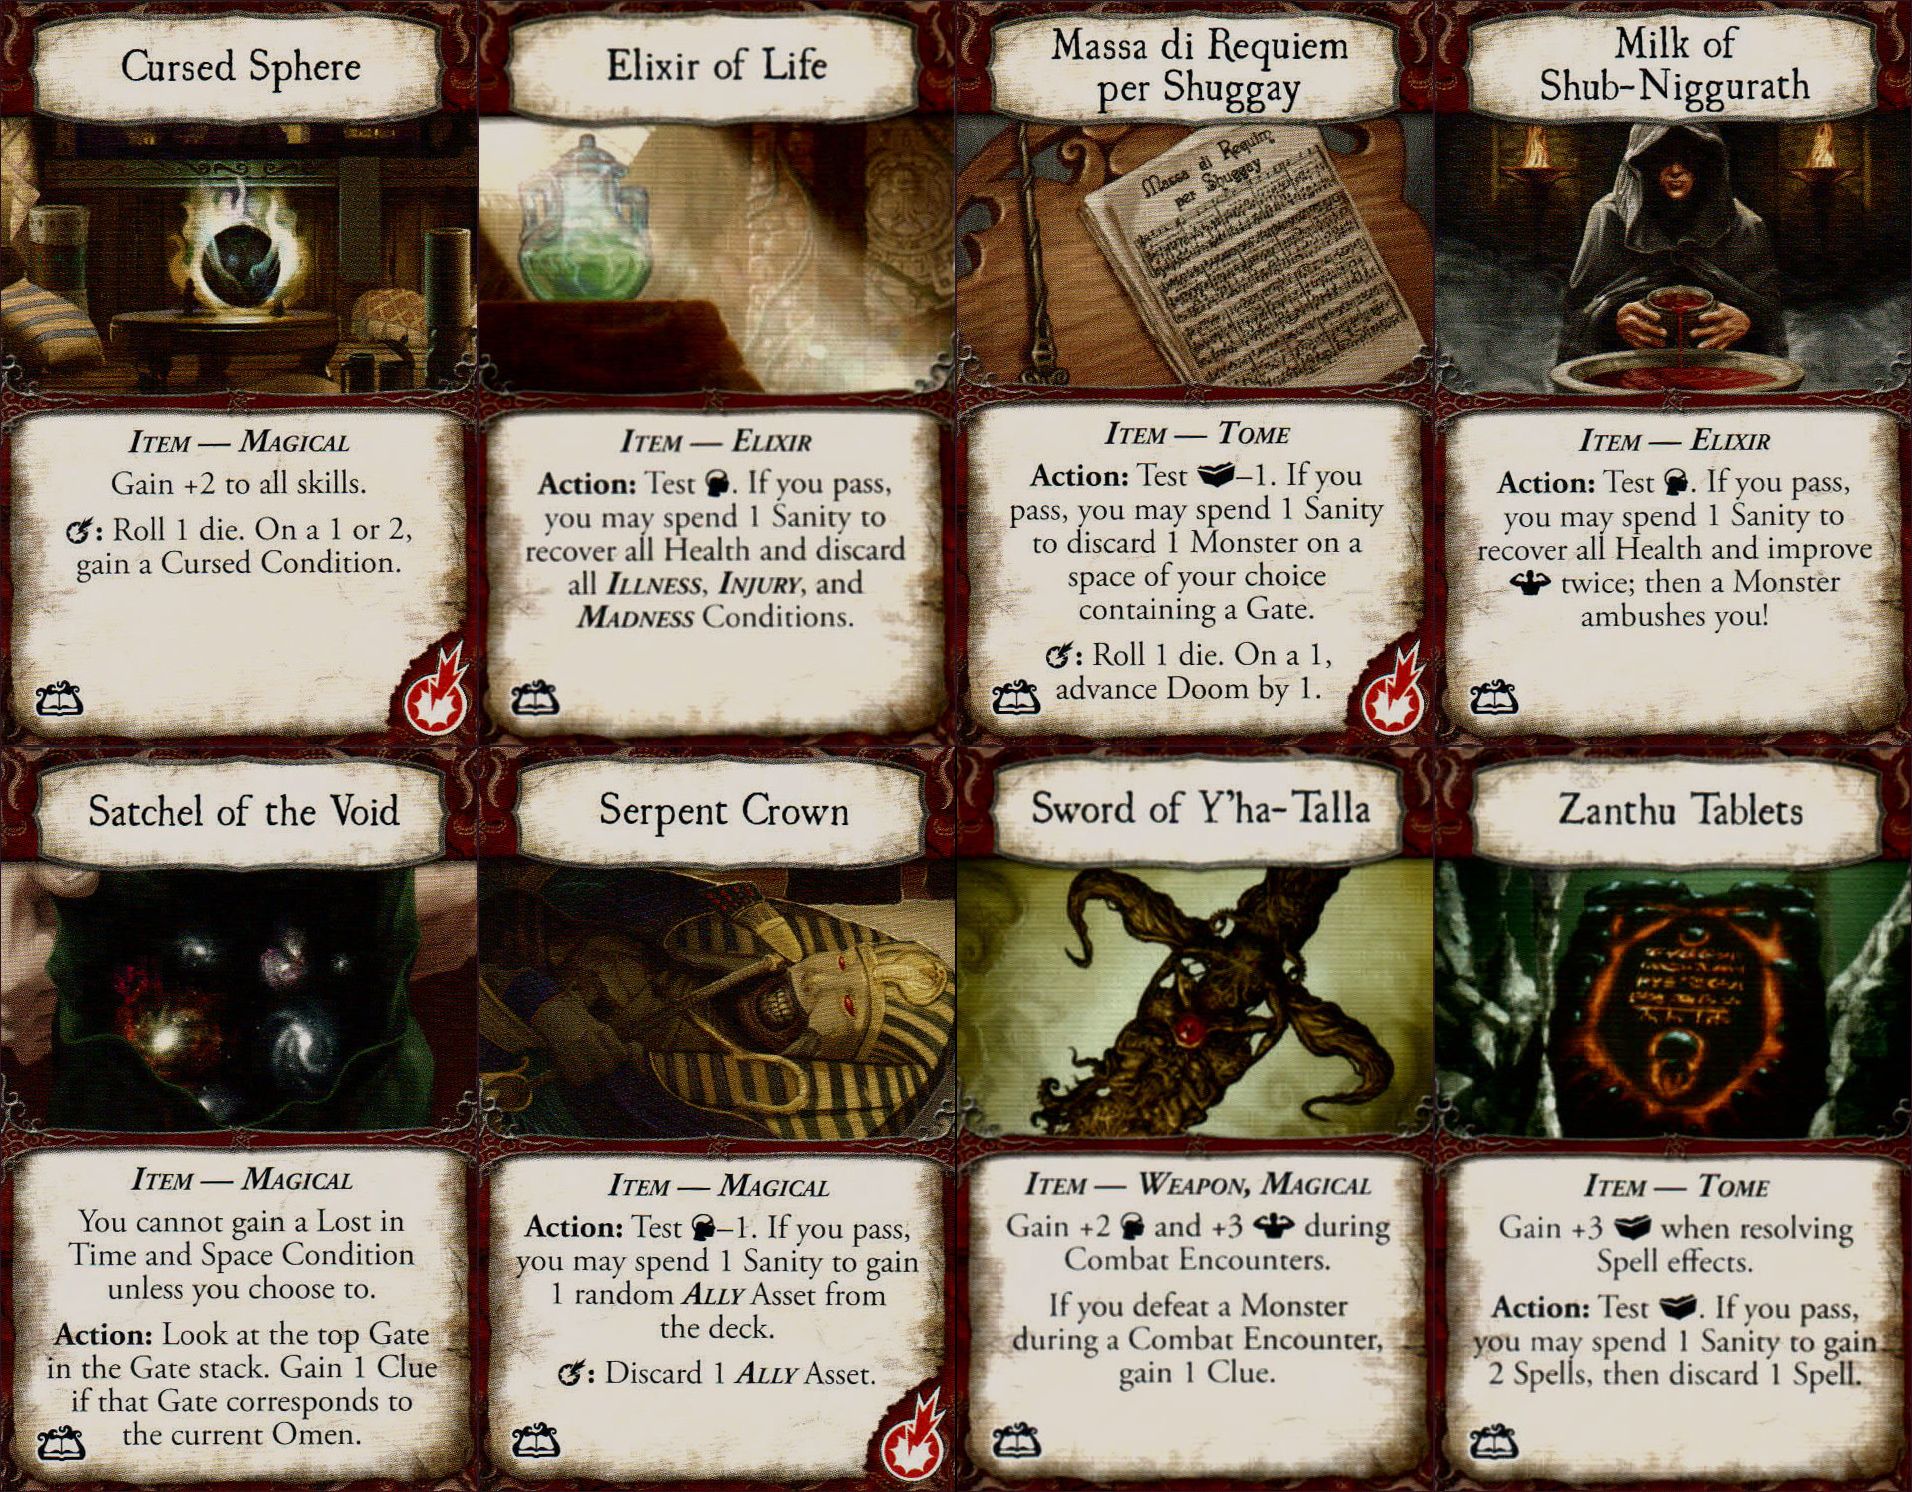 Cursed Sphere
ITEM — MAGICAL
Gain +2 to all skills.
: Roll 1 die. On a 1 or 2,
gain a Cursed Condition.
Elixir of Life
ITEM — ELIXIR
Action: Test . If you pass,
you may spend 1 Sanity to
recover all Health and discard
all ILLNESS, INJURY, and
MADNESS Conditions.
Massa di Requiem
per Shuggay
Massa di Requim
per Shuggay
ITEM — TOME
Action: Test –1. If you
pass, you may spend 1 Sanity
to discard 1 Monster on a
space of your choice
containing a Gate.
: Roll 1 die. On a 1,
advance Doom by 1.
Milk of
Shub-Niggurath
ITEM — ELIXIR
Action: Test . If you pass,
you may spend 1 Sanity to
recover all Health and improve
twice; then a Monster
ambushes you!
Satchel of the Void
ITEM — MAGICAL
You cannot gain a Lost in
Time and Space Condition
unless you choose to.
Action: Look at the top Gate
in the Gate stack. Gain 1 Clue
if that Gate corresponds to
the current Omen.
Serpent Crown
ITEM — MAGICAL
Action: Test –1. If you pass,
you may spend 1 Sanity to gain
1 random ALLY Asset from
the deck.
: Discard 1 ALLY Asset.
Sword of Y'ha-Talla
ITEM — WEAPON, MAGICAL
Gain +2 and +3 during
Combat Encounters.
If you defeat a Monster
during a Combat Encounter,
gain 1 Clue.
Zanthu Tablets
ITEM — TOME
Gain +3 when resolving
Spell effects.
Action: Test . If you pass,
you may spend 1 Sanity to gain
2 Spells, then discard 1 Spell.